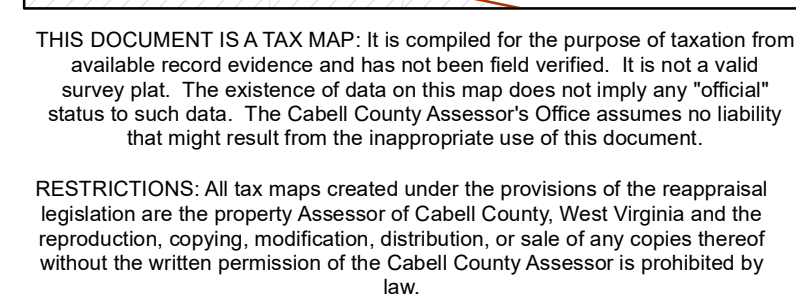 THIS DOCUMENT IS A TAX MAP: It is compiled for the purpose of taxation from
available record evidence and has not been field verified.  It is not a valid
survey plat.  The existence of data on this map does not imply any "official"
status to such data.  The Cabell County Assessor's Office assumes no liability
that might result from the inappropriate use of this document.
RESTRICTIONS: All tax maps created under the provisions of the reappraisal
legislation are the property Assessor of Cabell County, West Virginia and the
reproduction, copying, modification, distribution, or sale of any copies thereof
without the written permission of the Cabell County Assessor is prohibited by
law.